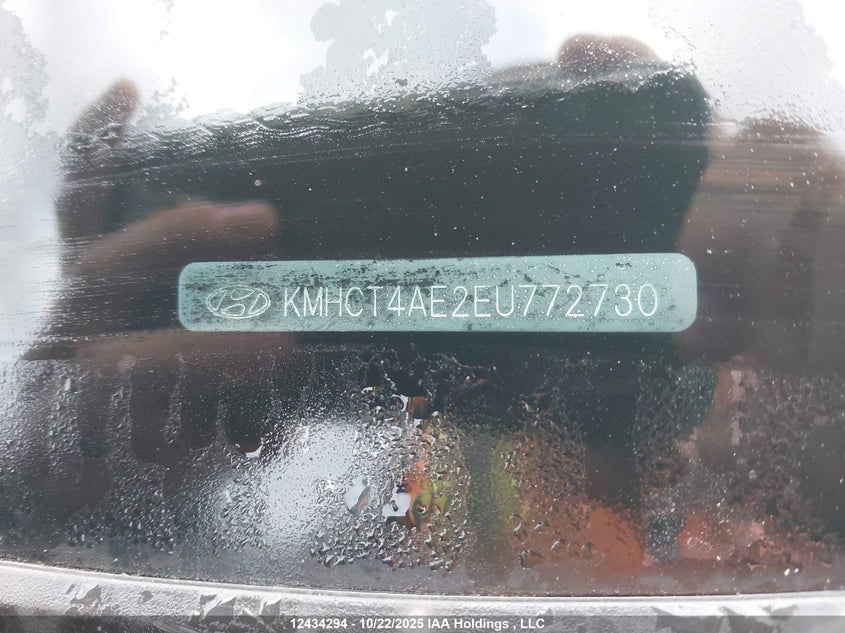 KMHCT4AE2EU772730
12434294 - 10/22/2025 IAA Holdings , LLC